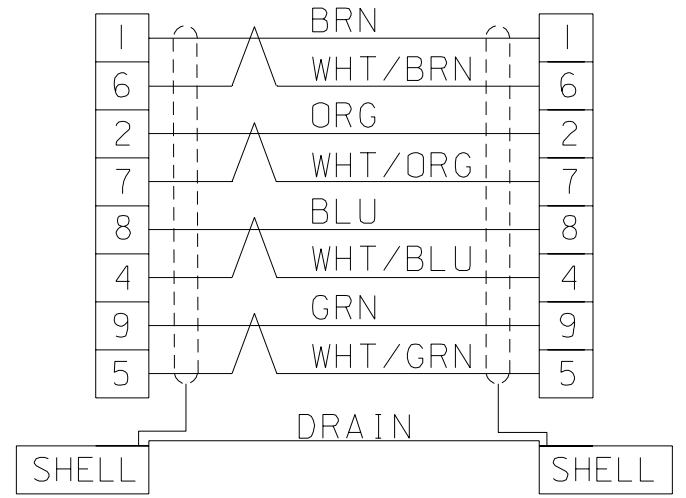 BRN
1 1
WHT/BRN
6 6
ORG
2 2
WHT/ORG
7 7
BLU
8 8
WHT/BLU
4 4
GRN
9 9
WHT/GRN
5 5
DRAIN
SHELL SHELL